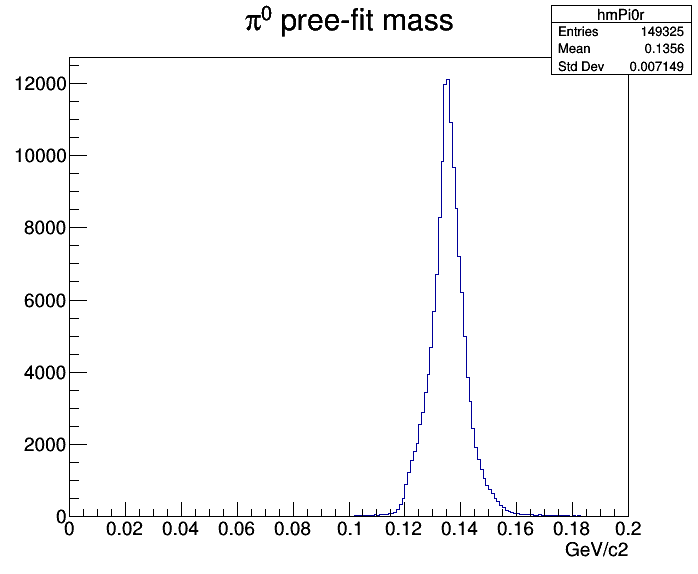 π⁰ pree-fit mass
hmPi0r
Entries 149325
Mean 0.1356
Std Dev 0.007149
12000
10000
8000
6000
4000
2000
0
0 0.02 0.04 0.06 0.08 0.1 0.12 0.14 0.16 0.18 0.2
GeV/c2